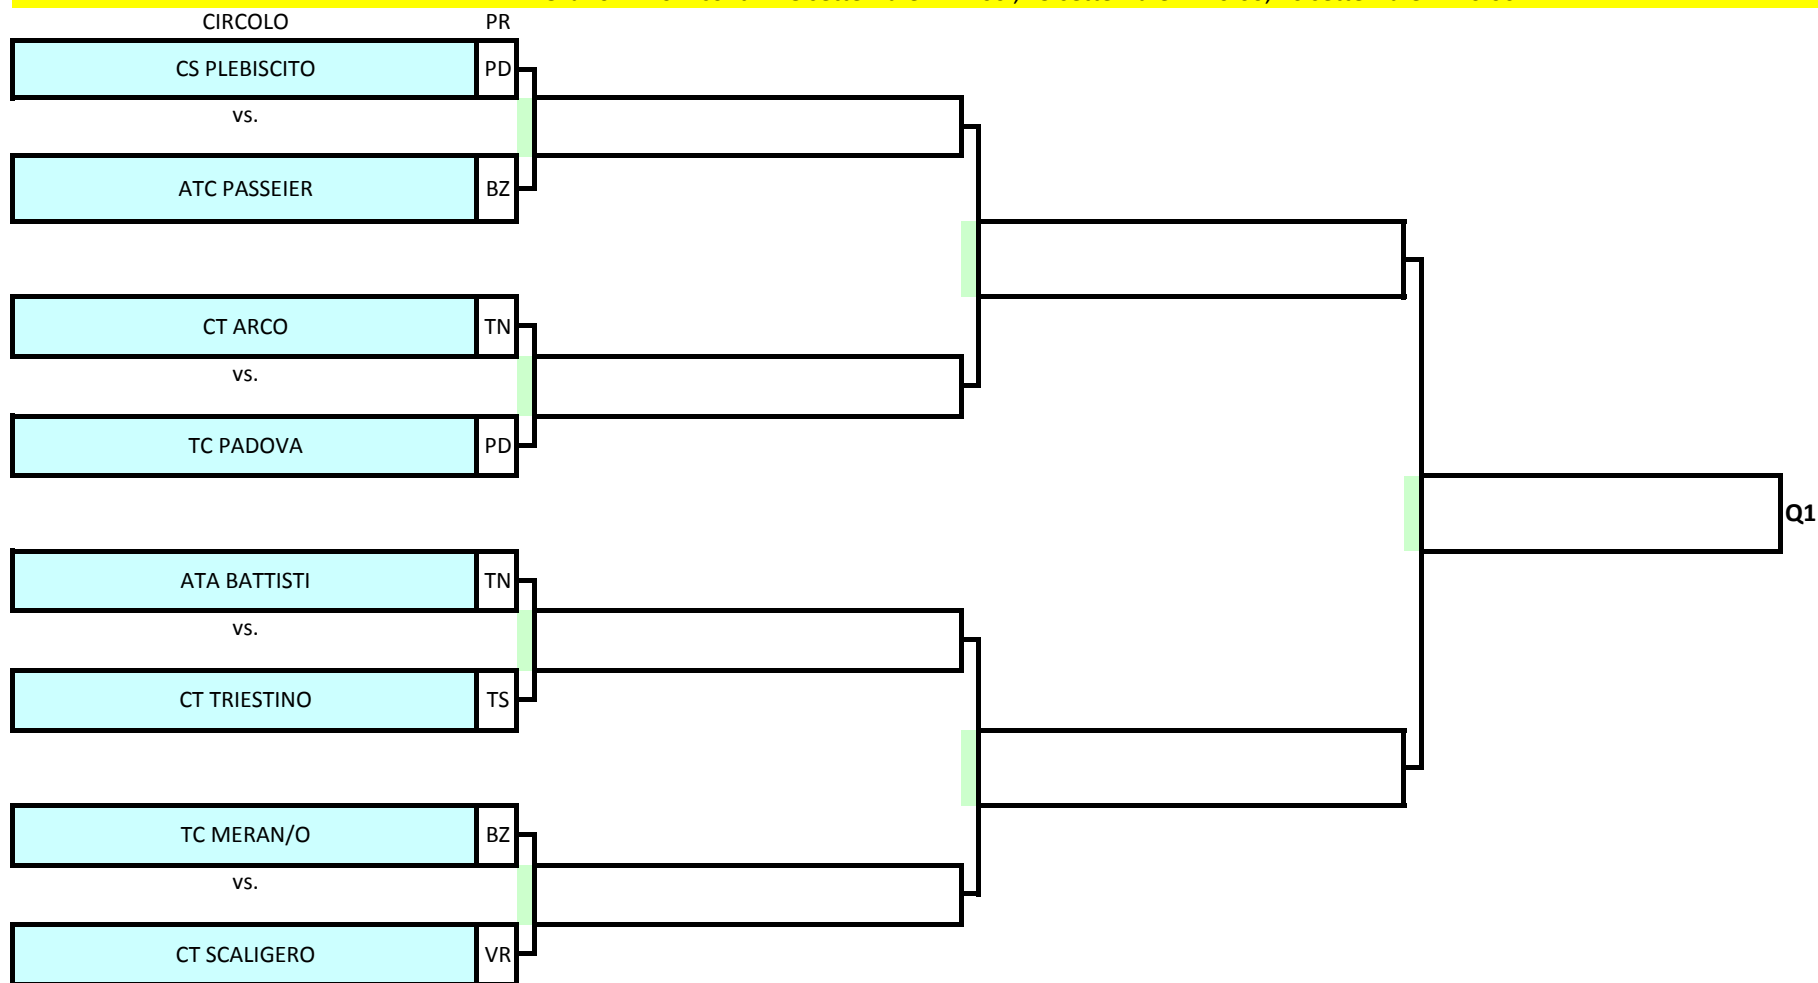 CIRCOLO PR
CS PLEBISCITO PD
vs.
ATC PASSEIER BZ
CT ARCO TN
vs.
TC PADOVA PD
Q1
ATA BATTISTI TN
vs.
CT TRIESTINO TS
TC MERAN/O BZ
vs.
CT SCALIGERO VR